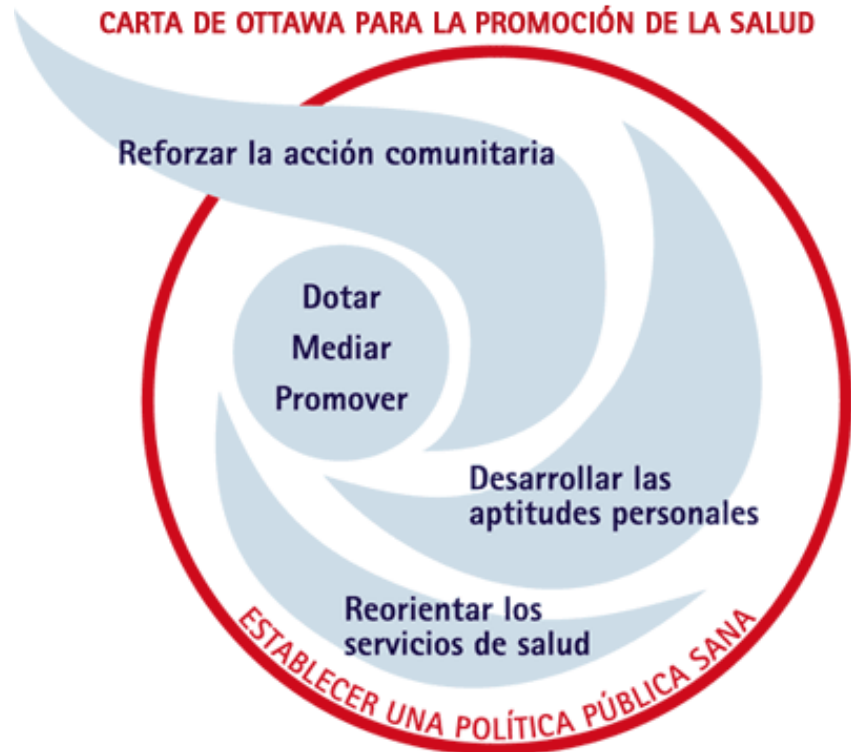 CARTA DE OTTAWA PARA LA PROMOCIÓN DE LA SALUD
Reforzar la acción comunitaria
Dotar
Mediar
Promover
Desarrollar las
aptitudes personales
Reorientar los
servicios de salud
ESTABLECER UNA POLÍTICA PÚBLICA SANA